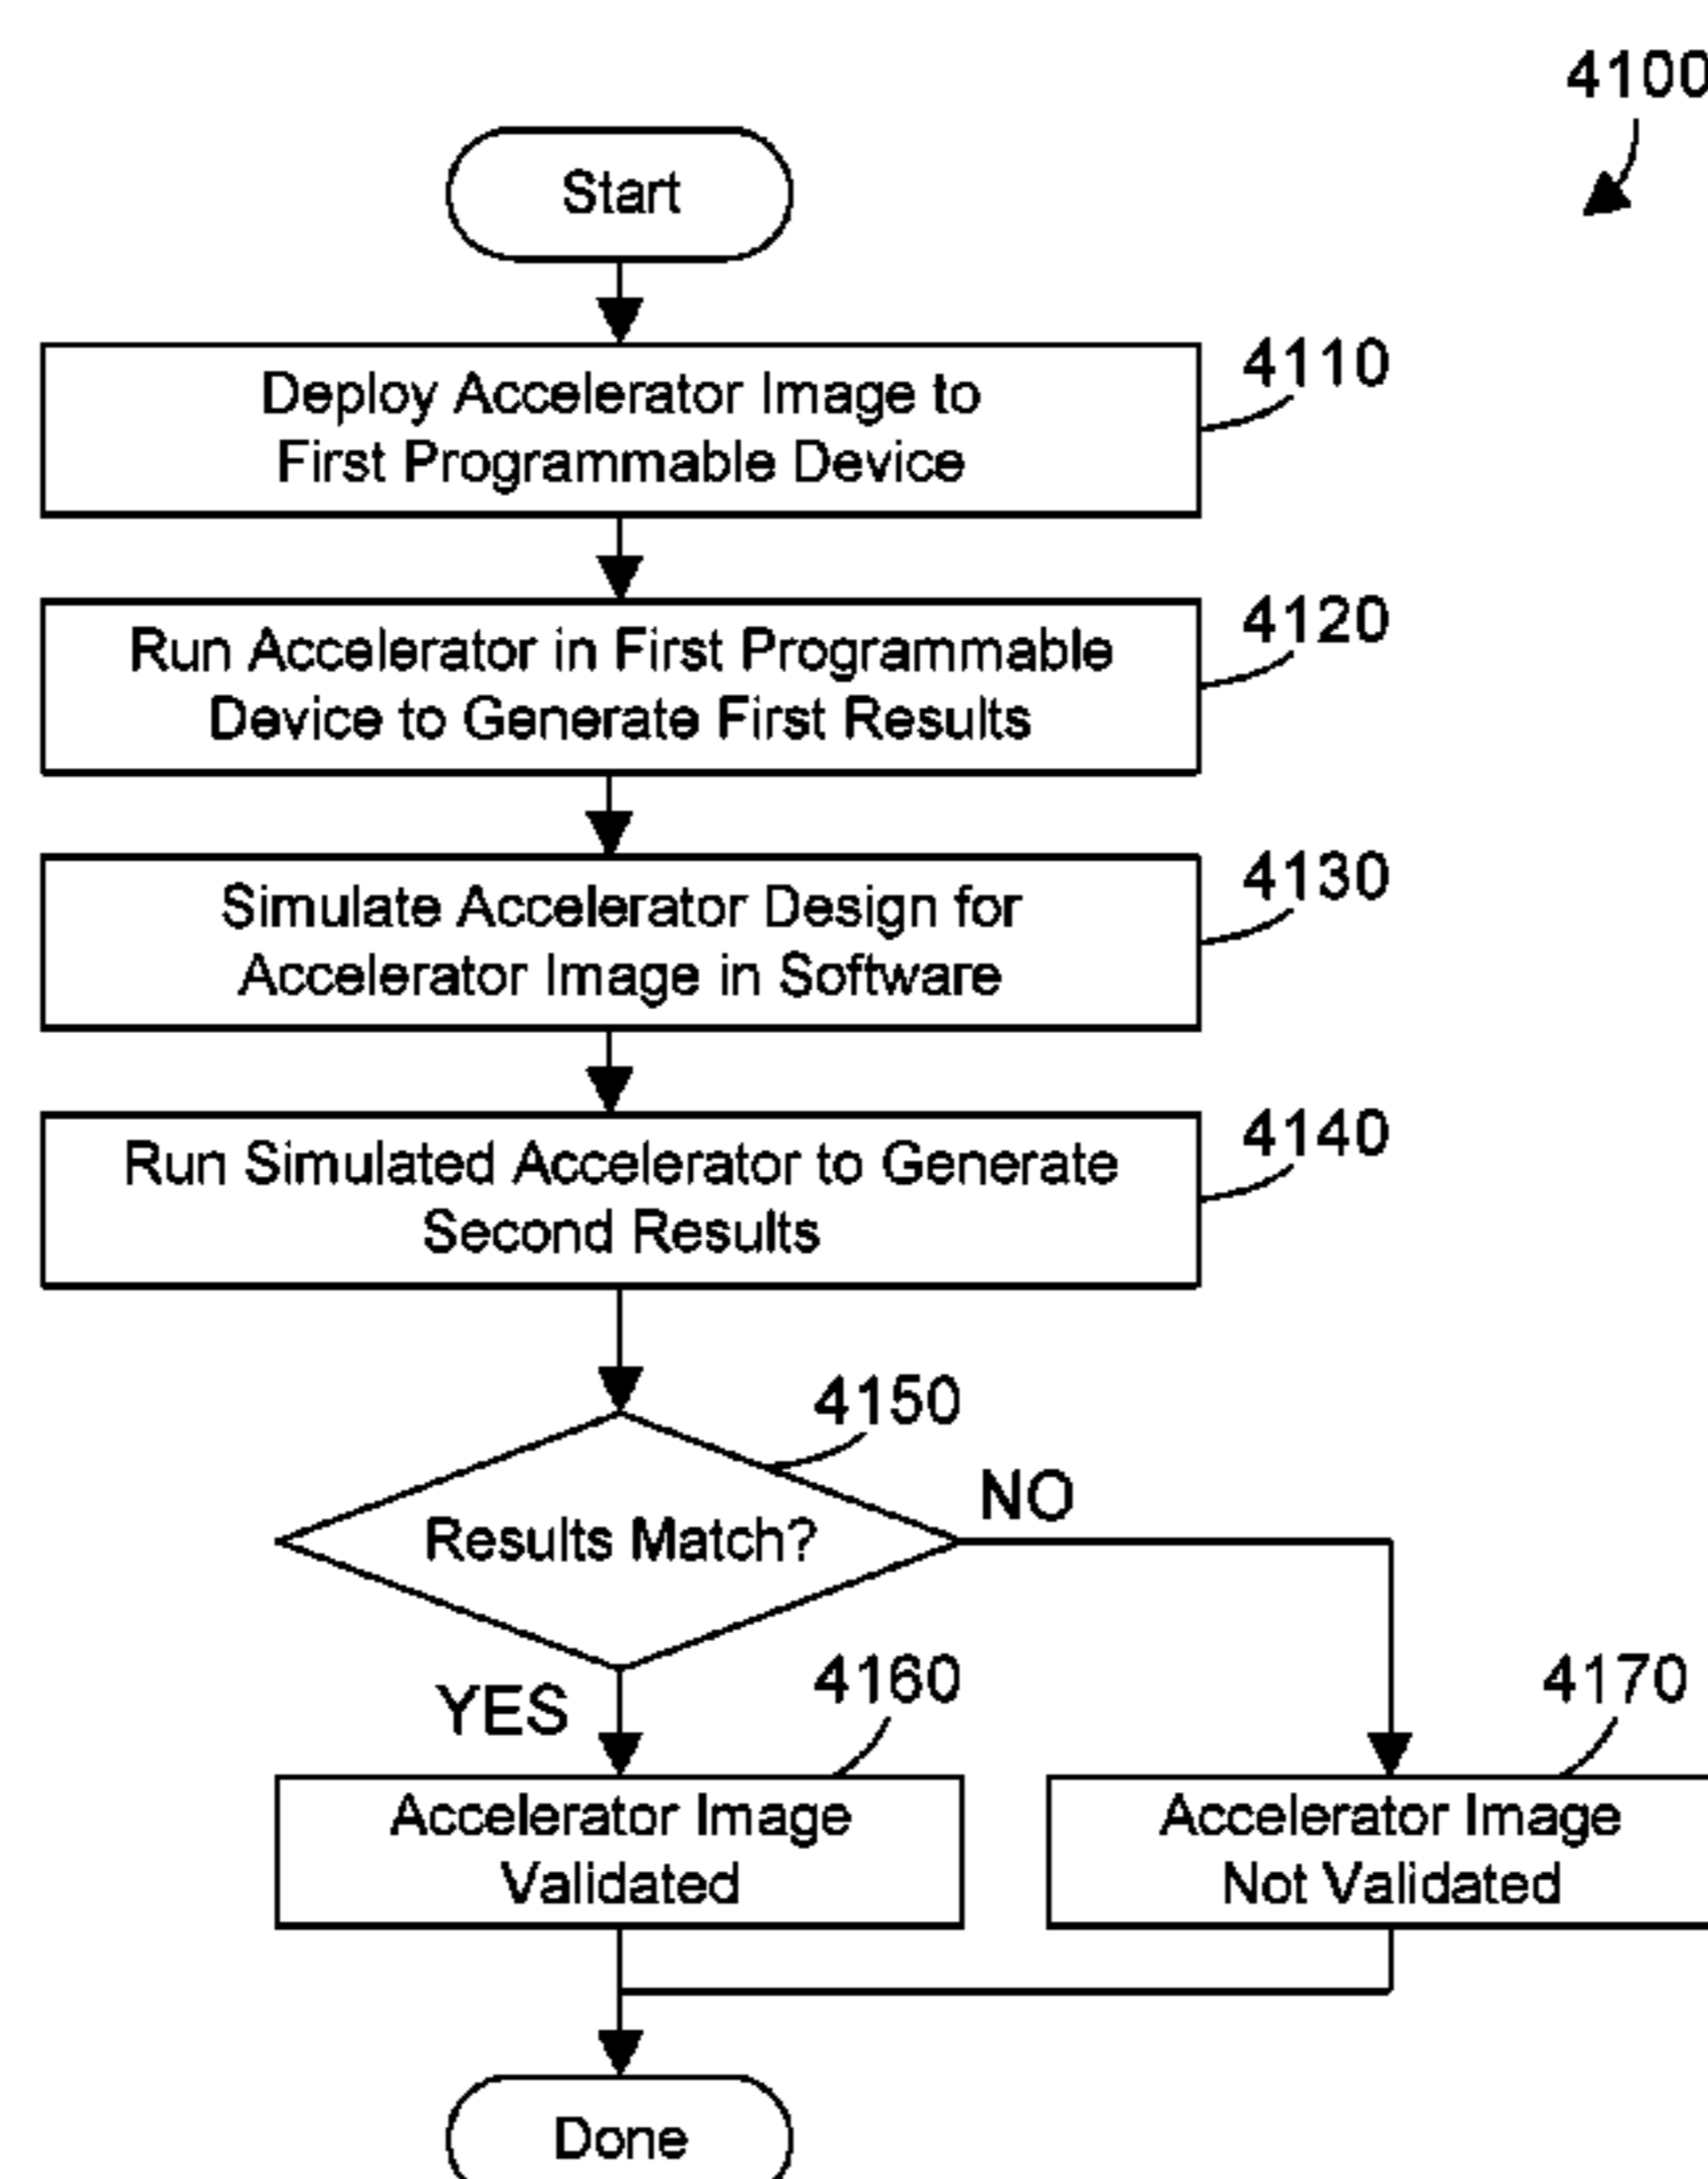 4100
Start
4110
Deploy Accelerator Image to
First Programmable Device
4120
Run Accelerator in First Programmable
Device to Generate First Results
4130
Simulate Accelerator Design for
Accelerator Image in Software
4140
Run Simulated Accelerator to Generate
Second Results
4150
NO
Results Match?
YES
4160
4170
Accelerator Image
Validated
Accelerator Image
Not Validated
Done